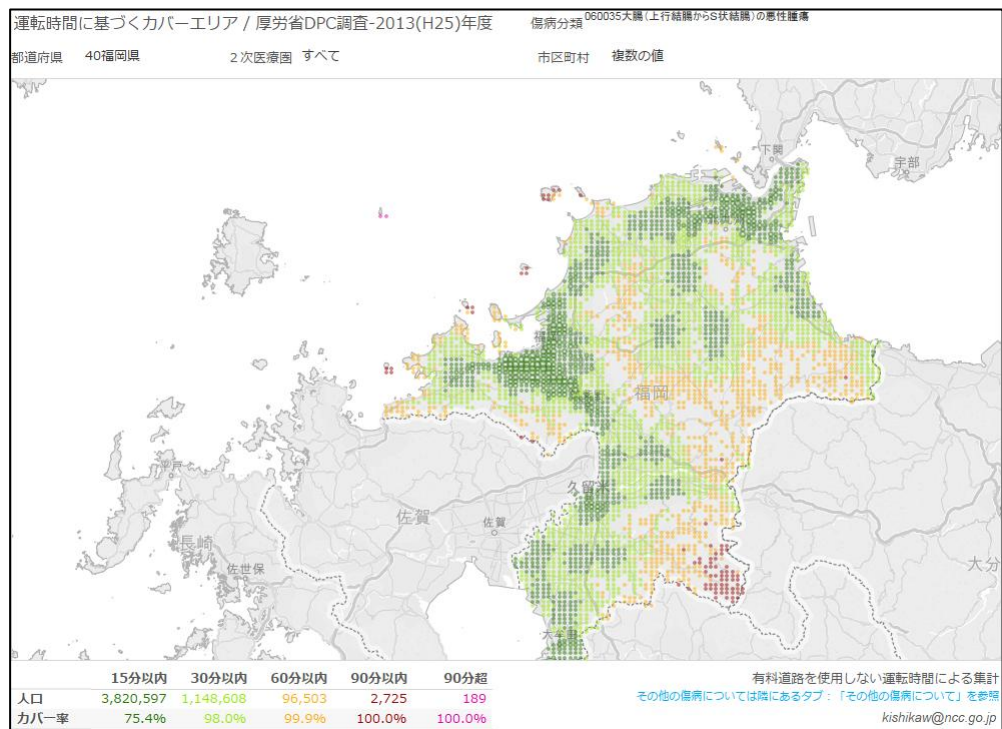 運転時間に基づくカバーエリア / 厚労省DPC調査-2013(H25)年度
傷病分類 060035大腸(上行結腸からS状結腸)の悪性腫瘍
都道府県 40福岡県 2次医療圏 すべて 市区町村 複数の値
下関
宇部
福岡
久留米
平戸
佐賀
佐賀
長崎
佐世保
大分
大牟田
15分以内 30分以内 60分以内 90分以内 90分超
人口 3,820,597 1,148,608 96,503 2,725 189
カバー率 75.4% 98.0% 99.9% 100.0% 100.0%
有料道路を使用しない運転時間による集計
その他の傷病については隣にあるタブ：「その他の傷病について」を参照
kishikaw@ncc.go.jp